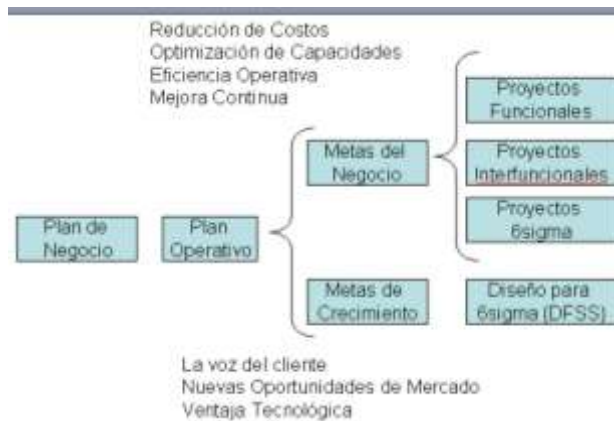 Reducción de Costos
Optimización de Capacidades
Eficiencia Operativa
Mejora Continua
Proyectos
Funcionales
Metas del
Negocio
Proyectos
Interfuncionales
Proyectos
6sigma
Plan de
Negocio
Plan
Operativo
Metas de
Crecimiento
Diseño para
6sigma (DFSS)
La voz del cliente
Nuevas Oportunidades de Mercado
Ventaja Tecnológica